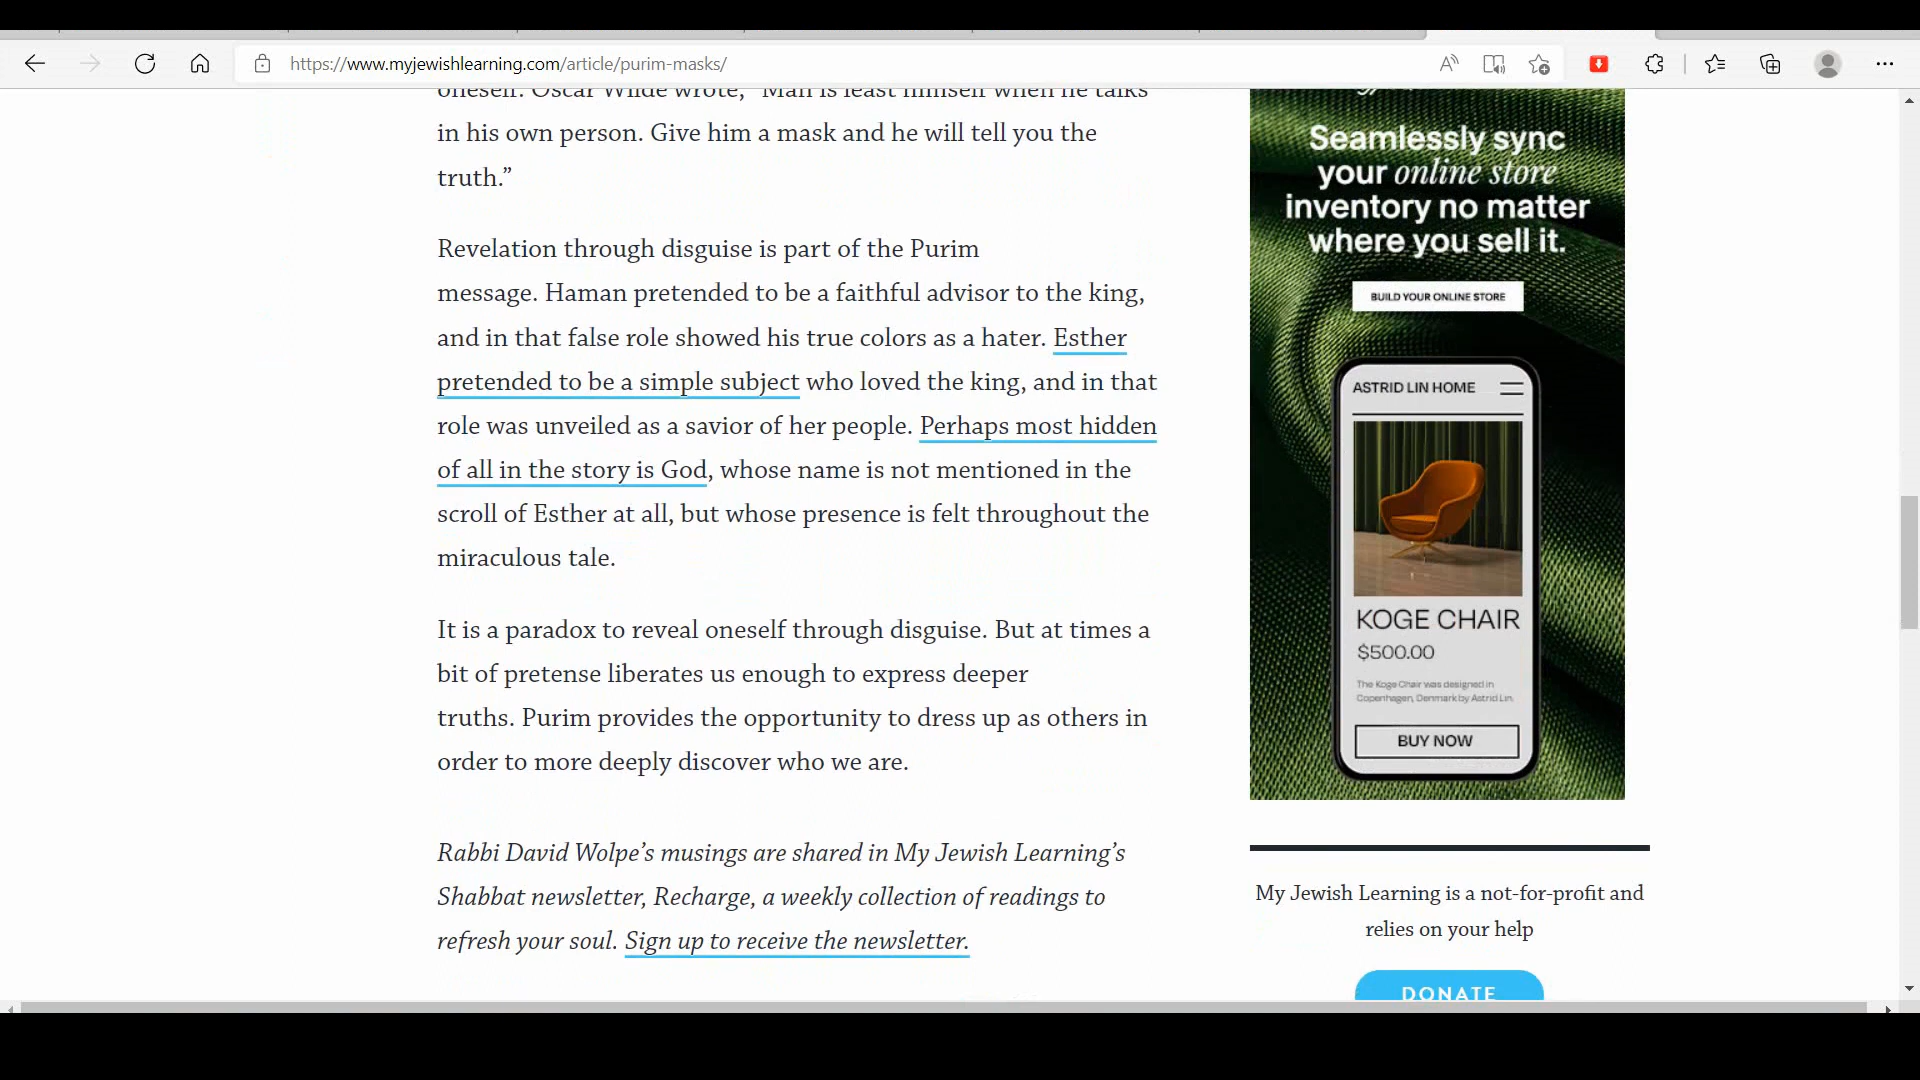 https://www.myjewishlearning.com/article/purim-masks/
oneself. Oscar Wilde wrote, “Man is least himself when he talks
in his own person. Give him a mask and he will tell you the
truth.”
Revelation through disguise is part of the Purim
message. Haman pretended to be a faithful advisor to the king,
and in that false role showed his true colors as a hater. Esther
pretended to be a simple subject who loved the king, and in that
role was unveiled as a savior of her people. Perhaps most hidden
of all in the story is God, whose name is not mentioned in the
scroll of Esther at all, but whose presence is felt throughout the
miraculous tale.
It is a paradox to reveal oneself through disguise. But at times a
bit of pretense liberates us enough to express deeper
truths. Purim provides the opportunity to dress up as others in
order to more deeply discover who we are.
Rabbi David Wolpe’s musings are shared in My Jewish Learning’s
Shabbat newsletter, Recharge, a weekly collection of readings to
refresh your soul. Sign up to receive the newsletter.
Seamlessly sync
your online store
inventory no matter
where you sell it.
BUILD YOUR ONLINE STORE
ASTRID LIN HOME
KOGE CHAIR
$500.00
The Koge Chair was designed in
Copenhagen, Denmark by Astrid Lin.
BUY NOW
My Jewish Learning is a not-for-profit and
relies on your help
DONATE